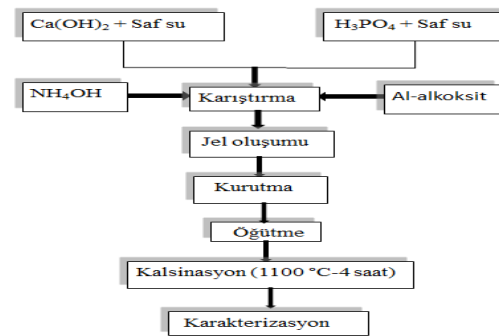 Ca(OH)₂ + Saf su
H₃PO₄ + Saf su
NH₄OH
Karıştırma
Al-alkoksit
Jel oluşumu
Kurutma
Öğütme
Kalsinasyon (1100 °C-4 saat)
Karakterizasyon